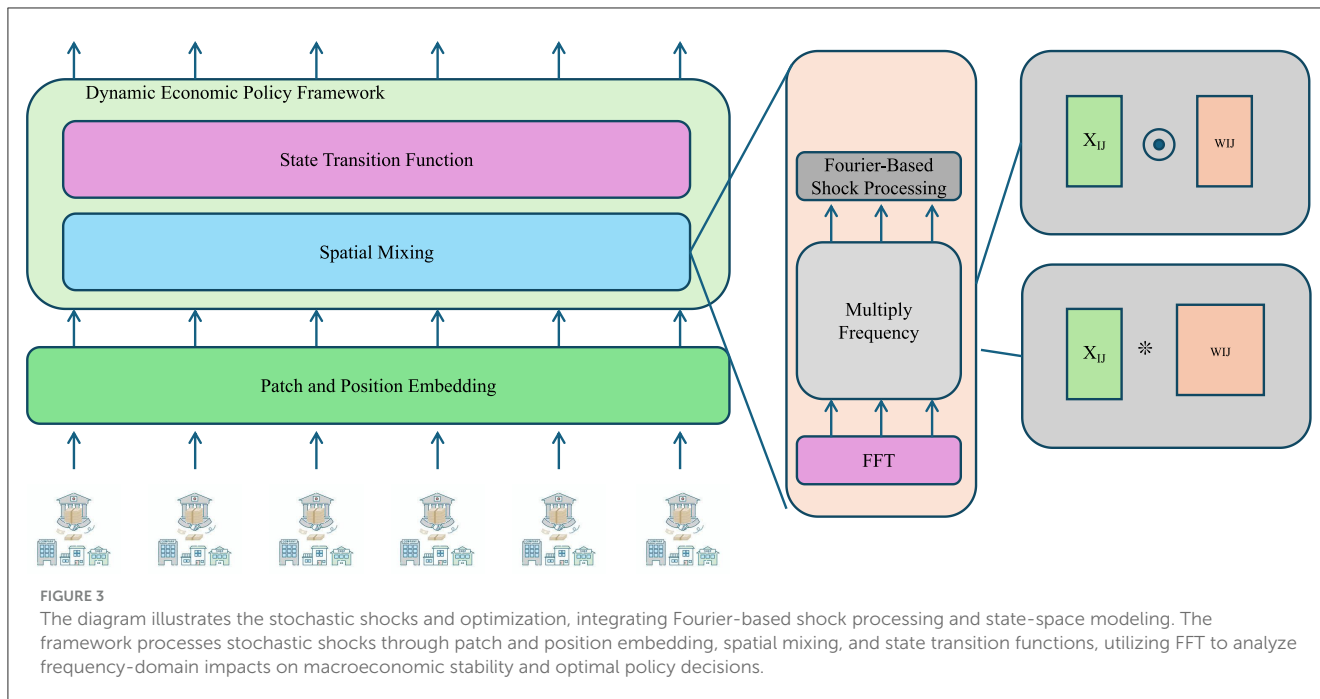 Dynamic Economic Policy Framework
State Transition Function
Spatial Mixing
Patch and Position Embedding
Fourier-Based
Shock Processing
Multiply
Frequency
FFT
X_IJ ⊙ WIJ
X_IJ * WIJ
FIGURE 3
The diagram illustrates the stochastic shocks and optimization, integrating Fourier-based shock processing and state-space modeling. The
framework processes stochastic shocks through patch and position embedding, spatial mixing, and state transition functions, utilizing FFT to analyze
frequency-domain impacts on macroeconomic stability and optimal policy decisions.